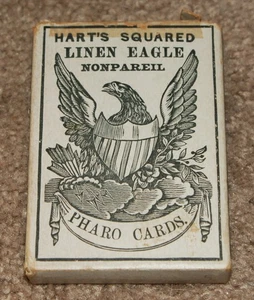 HART'S SQUARED
LINEN EAGLE
NONPAREIL
PHARO CARDS.